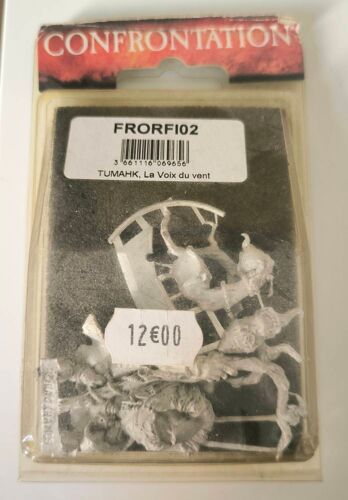 CONFRONTATION
FRORFI02
3 661116 069656
TUMAHK, La Voix du vent
12€00